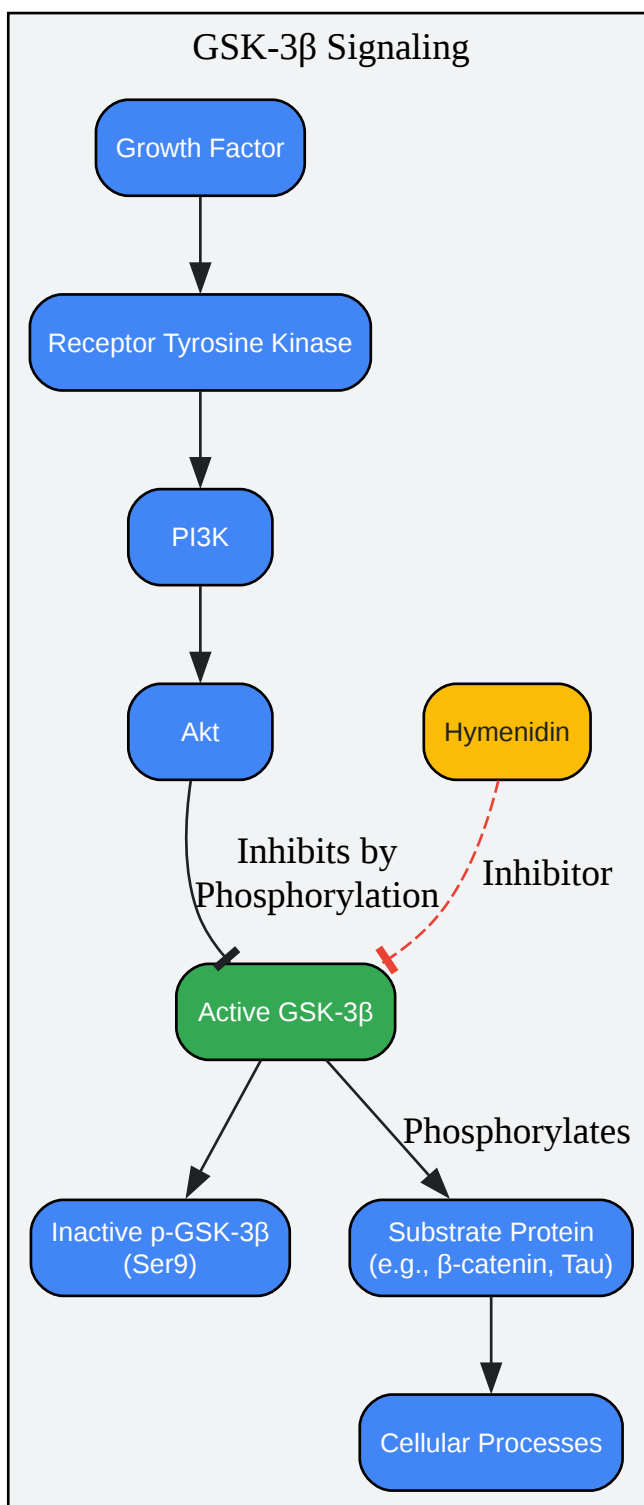 GSK-3β Signaling
Growth Factor
Receptor Tyrosine Kinase
PI3K
Akt
Hymenidin
Inhibits by
Phosphorylation
Inhibitor
Active GSK-3β
Phosphorylates
Inactive p-GSK-3β
(Ser9)
Substrate Protein
(e.g., β-catenin, Tau)
Cellular Processes